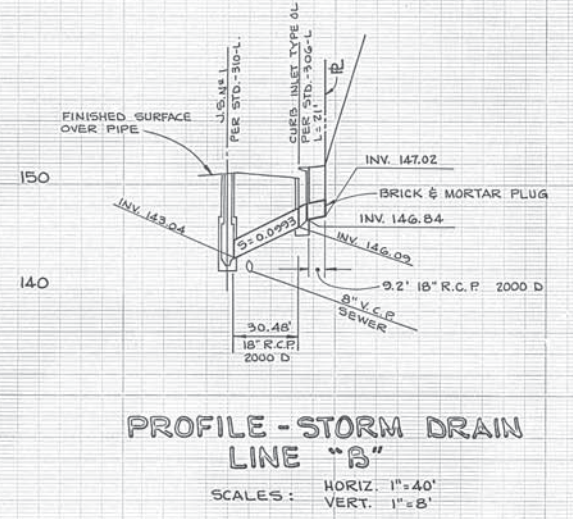 J.S. Nº 1
PER STD.-310-L.
CURB INLET TYPE OL
PER STD.-306-L
L=21'
PL
FINISHED SURFACE
OVER PIPE
INV. 147.02
150
BRICK & MORTAR PLUG
INV. 143.04
INV. 146.84
S=0.0993
INV. 146.09
140
9.2' 18" R.C.P. 2000 D
8" V.C.P.
SEWER
30.48'
18" R.C.P.
2000 D
PROFILE - STORM DRAIN
LINE "B"
SCALES: HORIZ. 1"=40'
VERT. 1"=8'